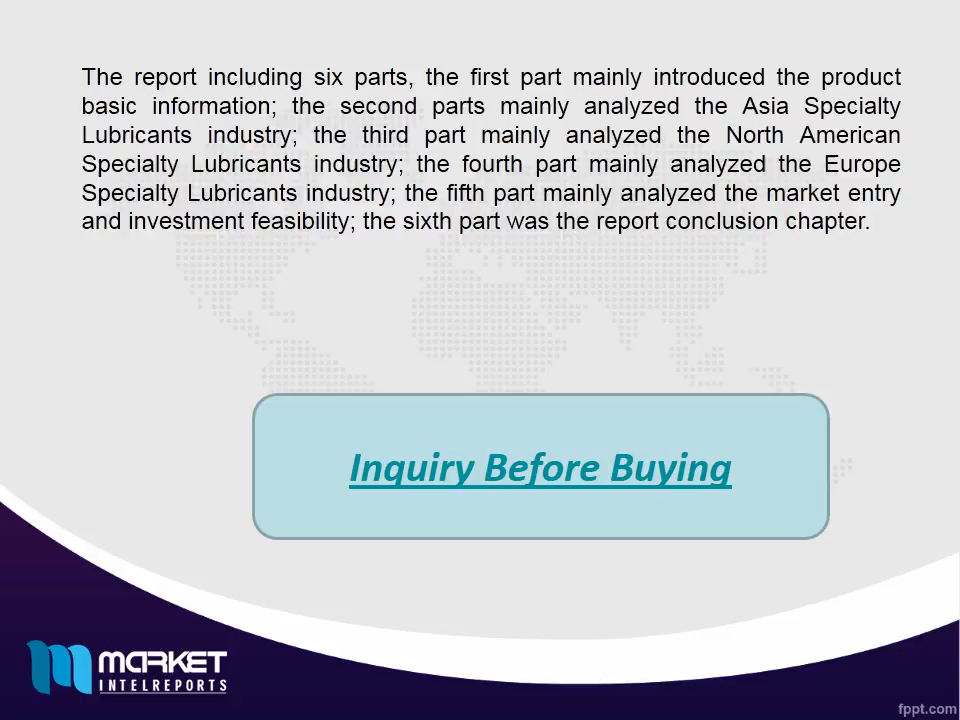 The report including six parts, the first part mainly introduced the product
basic information; the second parts mainly analyzed the Asia Specialty
Lubricants industry; the third part mainly analyzed the North American
Specialty Lubricants industry; the fourth part mainly analyzed the Europe
Specialty Lubricants industry; the fifth part mainly analyzed the market entry
and investment feasibility; the sixth part was the report conclusion chapter.
Inquiry Before Buying
MARKET
INTELREPORTS
fppt.com